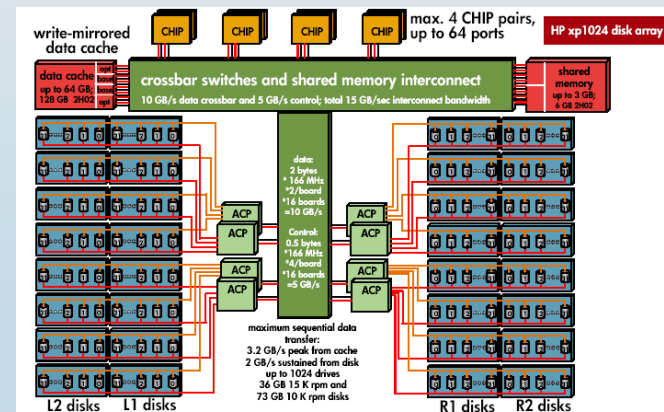 CHIP
CHIP
CHIP
CHIP
max. 4 CHIP pairs,
up to 64 ports
HP xp1024 disk array
write-mirrored
data cache
data cache
up to 64 GB;
128 GB 2H02
opt
base
base
opt
crossbar switches and shared memory interconnect
10 GB/s data crossbar and 5 GB/s control; total 15 GB/sec interconnect bandwidth
shared
memory
up to 3 GB;
6 GB 2H02
data:
2 bytes
* 166 MHz
*2/board
*16 boards
=10 GB/s
Control:
0.5 bytes
*166 MHz
*4/board
*16 boards
=5 GB/s
ACP
ACP
ACP
ACP
ACP
ACP
ACP
ACP
maximum sequential data
transfer:
3.2 GB/s peak from cache
2 GB/s sustained from disk
up to 1024 drives
36 GB 15 K rpm and
73 GB 10 K rpm disks
L2 disks
L1 disks
R1 disks
R2 disks